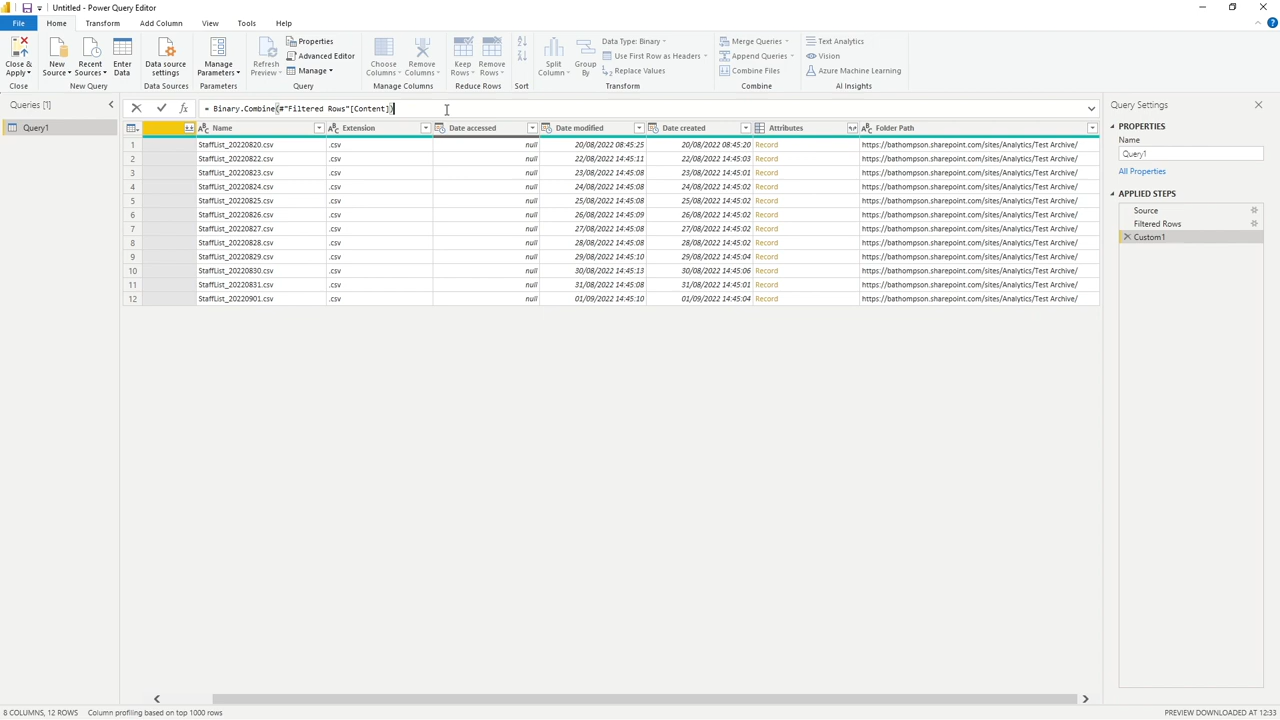 Untitled - Power Query Editor
File Home Transform Add Column View Tools Help
Close & Apply
New Source
Recent Sources
Enter Data
Data source settings
Manage Parameters
Refresh Preview
Properties
Advanced Editor
Manage
Choose Columns
Remove Columns
Keep Rows
Remove Rows
Split Column
Group By
Data Type: Binary
Use First Row as Headers
Replace Values
Merge Queries
Append Queries
Combine Files
Text Analytics
Vision
Azure Machine Learning
Close Data Sources Parameters Query Manage Columns Reduce Rows Sort Transform Combine AI Insights
Queries [1]
Query1
= Binary.Combine(#"Filtered Rows"[Content])
Name Extension Date accessed Date modified Date created Attributes Folder Path
1 StaffList_20220820.csv .csv null 20/08/2022 08:45:25 20/08/2022 08:45:20 Record https://bathompson.sharepoint.com/sites/Analytics/Test Archive/
2 StaffList_20220822.csv .csv null 22/08/2022 14:45:11 22/08/2022 14:45:03 Record https://bathompson.sharepoint.com/sites/Analytics/Test Archive/
3 StaffList_20220823.csv .csv null 23/08/2022 14:45:08 23/08/2022 14:45:01 Record https://bathompson.sharepoint.com/sites/Analytics/Test Archive/
4 StaffList_20220824.csv .csv null 24/08/2022 14:45:08 24/08/2022 14:45:02 Record https://bathompson.sharepoint.com/sites/Analytics/Test Archive/
5 StaffList_20220825.csv .csv null 25/08/2022 14:45:08 25/08/2022 14:45:02 Record https://bathompson.sharepoint.com/sites/Analytics/Test Archive/
6 StaffList_20220826.csv .csv null 26/08/2022 14:45:09 26/08/2022 14:45:02 Record https://bathompson.sharepoint.com/sites/Analytics/Test Archive/
7 StaffList_20220827.csv .csv null 27/08/2022 14:45:08 27/08/2022 14:45:02 Record https://bathompson.sharepoint.com/sites/Analytics/Test Archive/
8 StaffList_20220828.csv .csv null 28/08/2022 14:45:08 28/08/2022 14:45:02 Record https://bathompson.sharepoint.com/sites/Analytics/Test Archive/
9 StaffList_20220829.csv .csv null 29/08/2022 14:45:10 29/08/2022 14:45:04 Record https://bathompson.sharepoint.com/sites/Analytics/Test Archive/
10 StaffList_20220830.csv .csv null 30/08/2022 14:45:13 30/08/2022 14:45:06 Record https://bathompson.sharepoint.com/sites/Analytics/Test Archive/
11 StaffList_20220831.csv .csv null 31/08/2022 14:45:08 31/08/2022 14:45:01 Record https://bathompson.sharepoint.com/sites/Analytics/Test Archive/
12 StaffList_20220901.csv .csv null 01/09/2022 14:45:10 01/09/2022 14:45:04 Record https://bathompson.sharepoint.com/sites/Analytics/Test Archive/
Query Settings
PROPERTIES
Name
Query1
All Properties
APPLIED STEPS
Source
Filtered Rows
Custom1
8 COLUMNS, 12 ROWS Column profiling based on top 1000 rows
PREVIEW DOWNLOADED AT 12:33